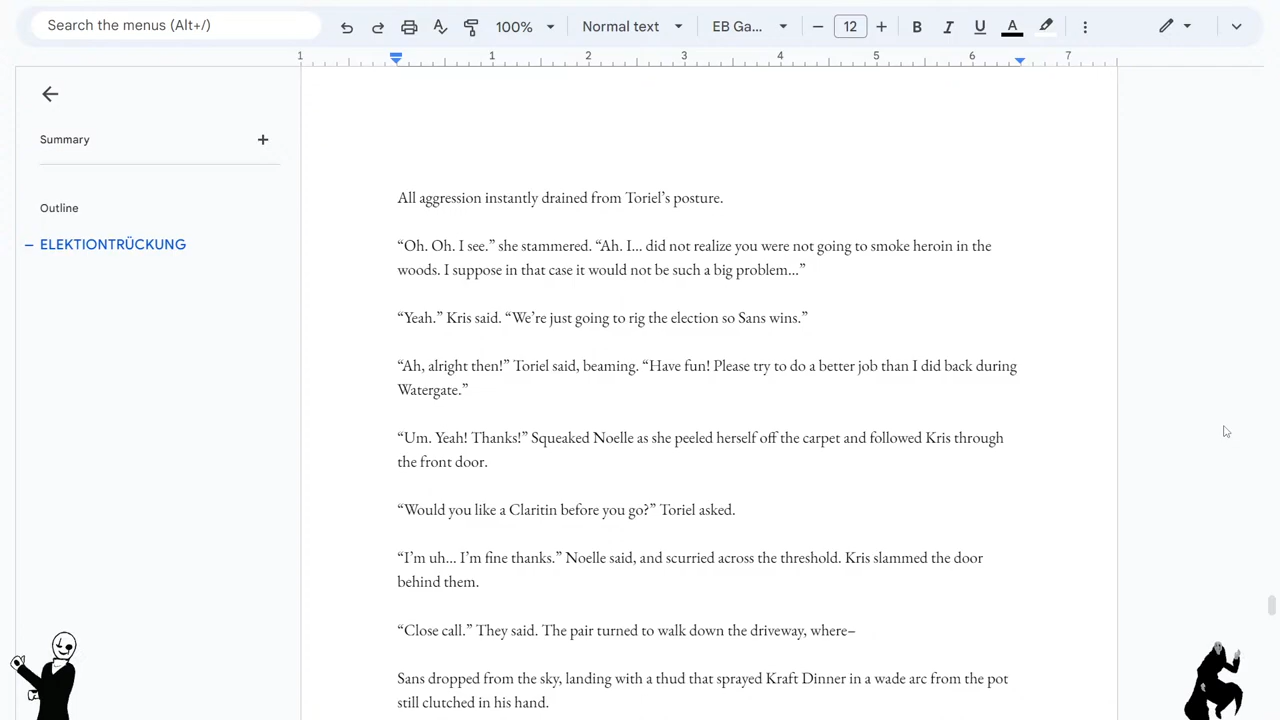 Search the menus (Alt+/)
100%
Normal text
EB Ga...
12
B
I
U
A
1
1
2
3
4
5
6
7
Summary
Outline
ELEKTIONTRÜCKUNG
All aggression instantly drained from Toriel’s posture.
“Oh. Oh. I see.” she stammered. “Ah. I... did not realize you were not going to smoke heroin in the
woods. I suppose in that case it would not be such a big problem...”
“Yeah.” Kris said. “We’re just going to rig the election so Sans wins.”
“Ah, alright then!” Toriel said, beaming. “Have fun! Please try to do a better job than I did back during
Watergate.”
“Um. Yeah! Thanks!” Squeaked Noelle as she peeled herself off the carpet and followed Kris through
the front door.
“Would you like a Claritin before you go?” Toriel asked.
“I’m uh... I’m fine thanks.” Noelle said, and scurried across the threshold. Kris slammed the door
behind them.
“Close call.” They said. The pair turned to walk down the driveway, where–
Sans dropped from the sky, landing with a thud that sprayed Kraft Dinner in a wade arc from the pot
still clutched in his hand.